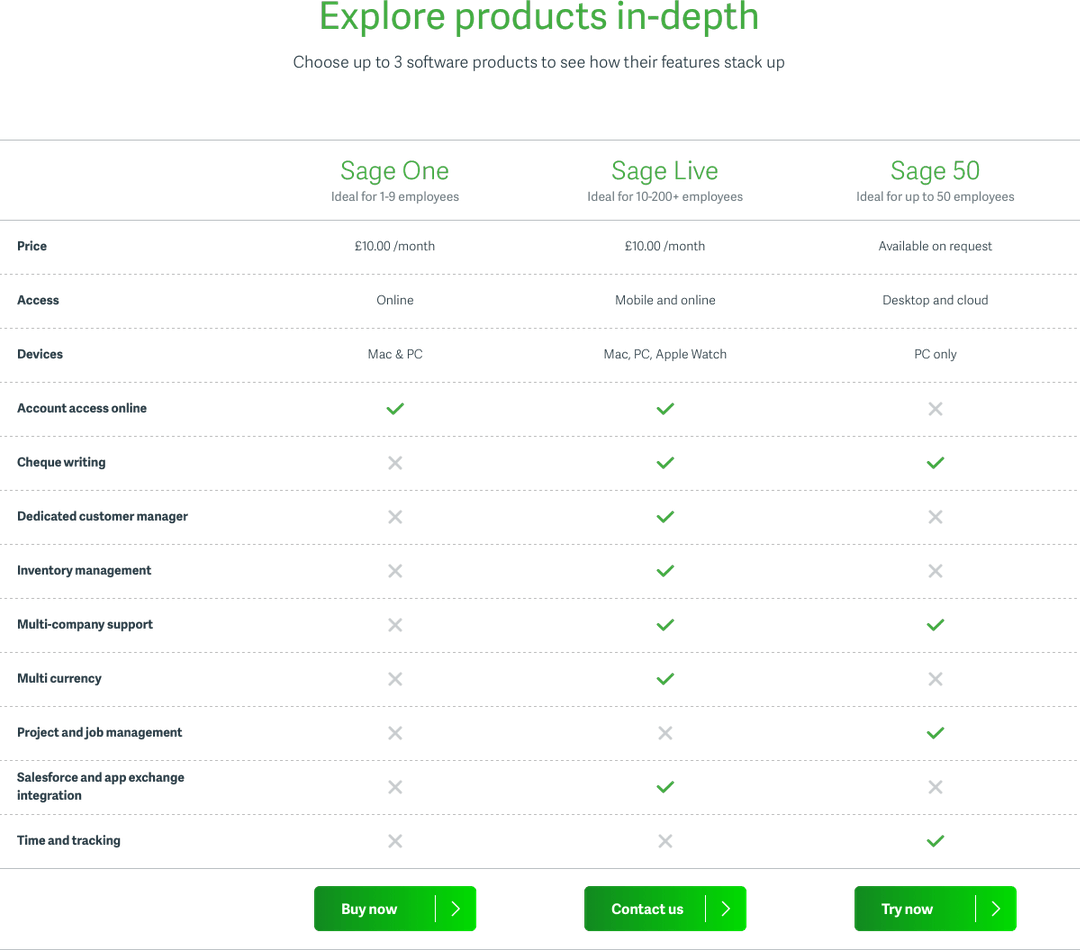 Explore products in-depth
Choose up to 3 software products to see how their features stack up
Sage One Sage Live Sage 50
Ideal for 1-9 employees Ideal for 10-200+ employees Ideal for up to 50 employees
Price £10.00 /month £10.00 /month Available on request
Access Online Mobile and online Desktop and cloud
Devices Mac & PC Mac, PC, Apple Watch PC only
Account access online
Cheque writing
Dedicated customer manager
Inventory management
Multi-company support
Multi currency
Project and job management
Salesforce and app exchange
integration
Time and tracking
Buy now Contact us Try now